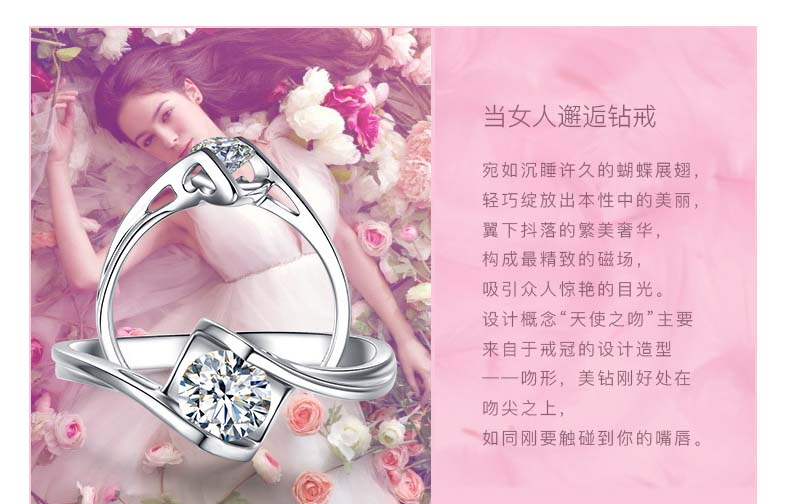 当女人邂逅钻戒
宛如沉睡许久的蝴蝶展翅,
轻巧绽放出本性中的美丽,
翼下抖落的繁美奢华,
构成最精致的磁场,
吸引众人惊艳的目光。
设计概念“天使之吻”主要
来自于戒冠的设计造型
——吻形，美钻刚好处在
吻尖之上,
如同刚要触碰到你的嘴唇。